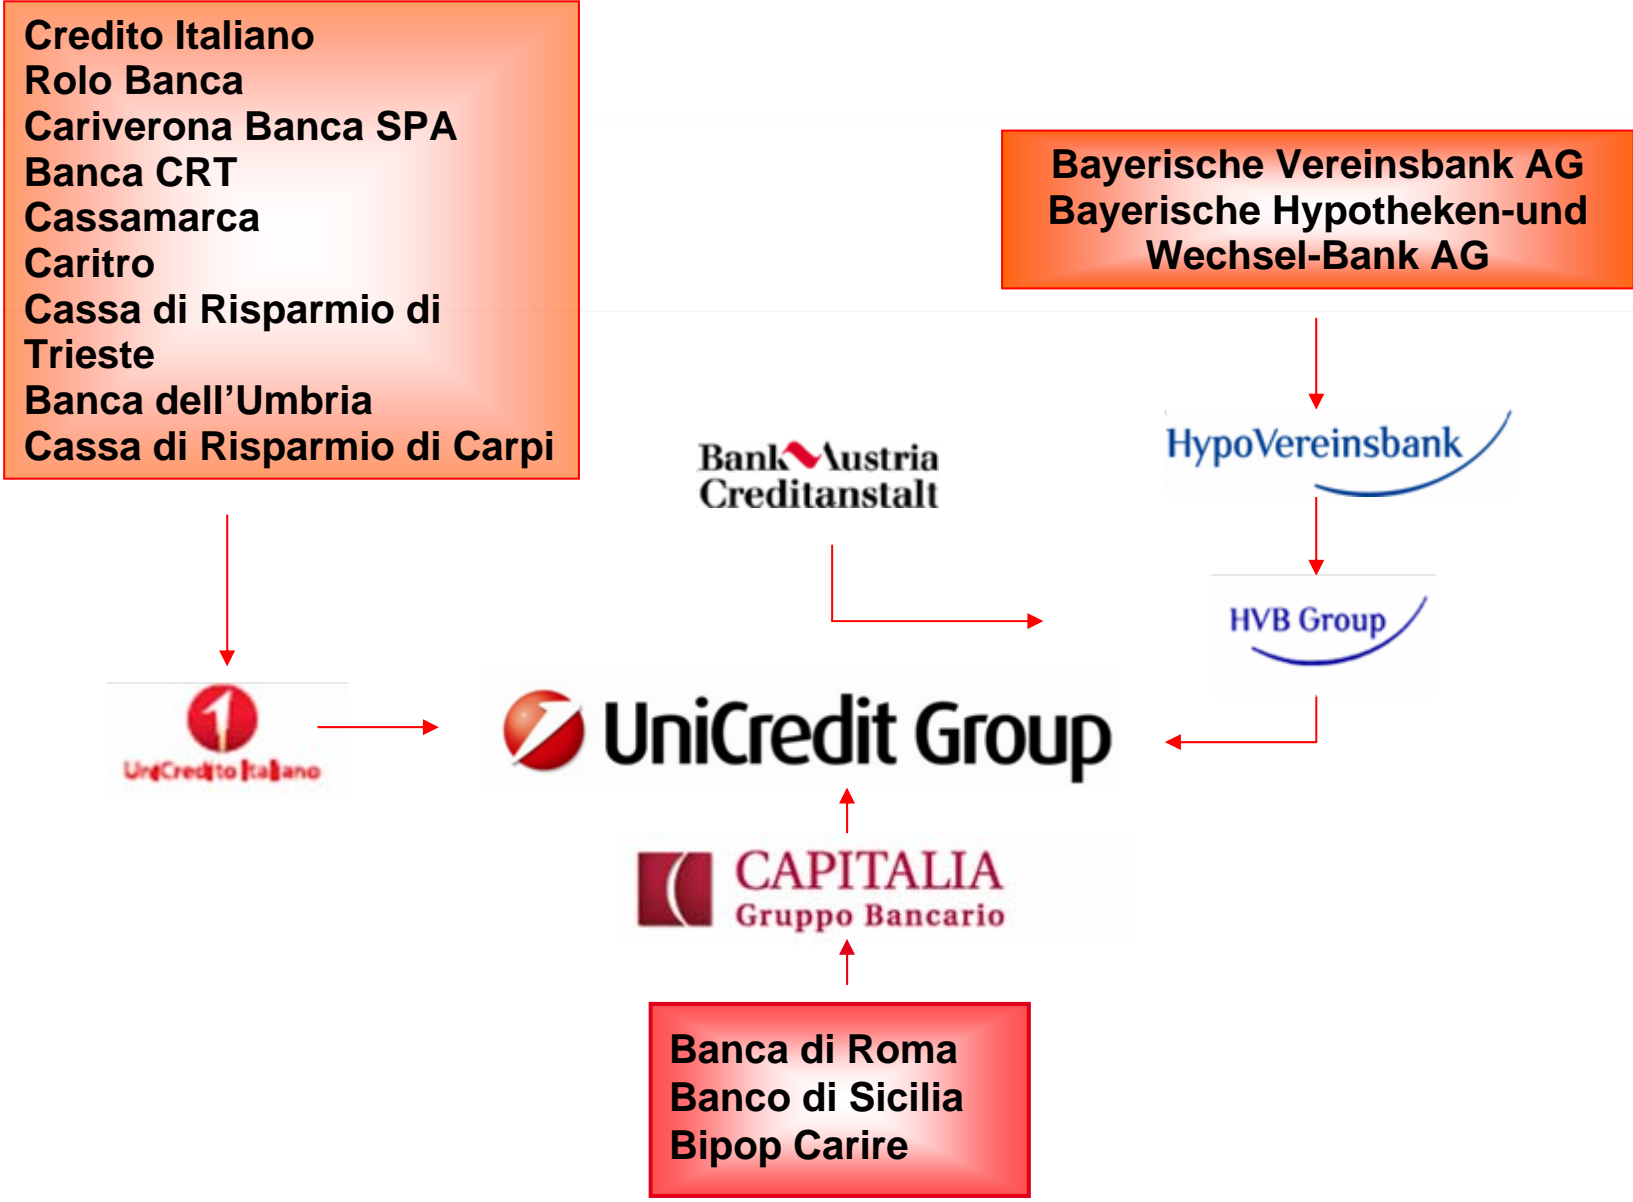 Credito Italiano
Rolo Banca
Cariverona Banca SPA
Banca CRT
Cassamarca
Caritro
Cassa di Risparmio di
Trieste
Banca dell’Umbria
Cassa di Risparmio di Carpi
Bayerische Vereinsbank AG
Bayerische Hypotheken-und
Wechsel-Bank AG
Bank Austria
Creditanstalt
HypoVereinsbank
HVB Group
UniCredito Italiano
UniCredit Group
CAPITALIA
Gruppo Bancario
Banca di Roma
Banco di Sicilia
Bipop Carire